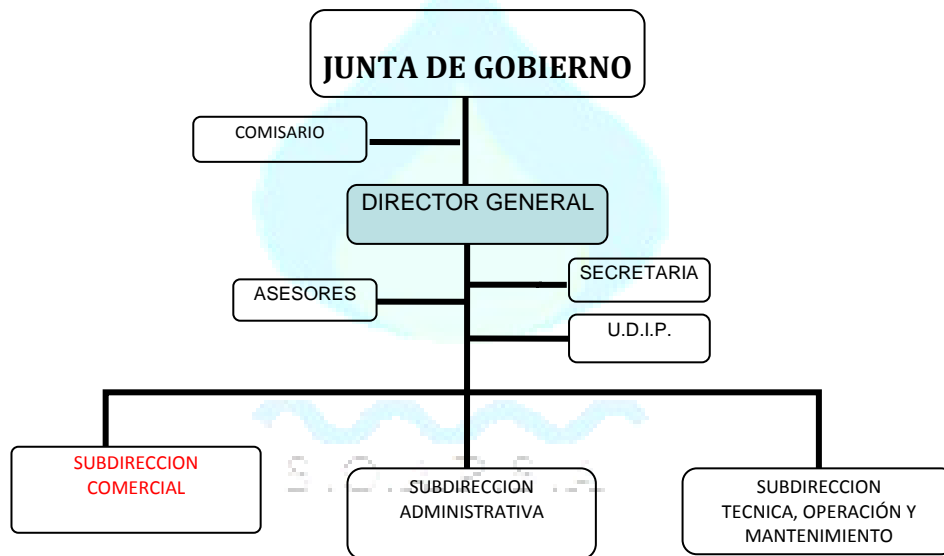 JUNTA DE GOBIERNO
COMISARIO
DIRECTOR GENERAL
SECRETARIA
ASESORES
U.D.I.P.
SUBDIRECCION
COMERCIAL
SUBDIRECCION
ADMINISTRATIVA
SUBDIRECCION
TECNICA, OPERACIÓN Y
MANTENIMIENTO